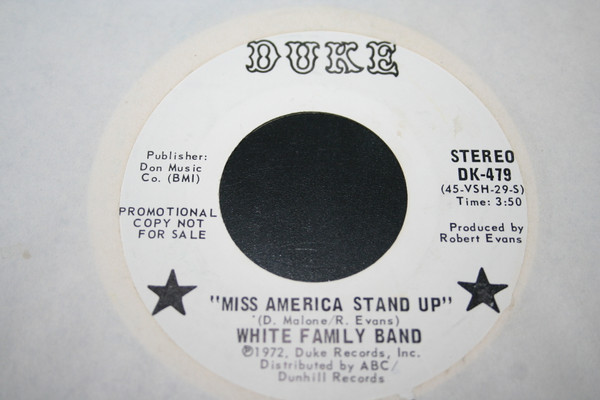 DUKE
Publisher:
Don Music
Co. (BMI)
STEREO
DK-479
(45-VSH-29-S)
Time: 3:50
PROMOTIONAL
COPY NOT
FOR SALE
Produced by
Robert Evans
"MISS AMERICA STAND UP"
(D. Malone/R. Evans)
WHITE FAMILY BAND
℗1972, Duke Records, Inc.
Distributed by ABC/
Dunhill Records